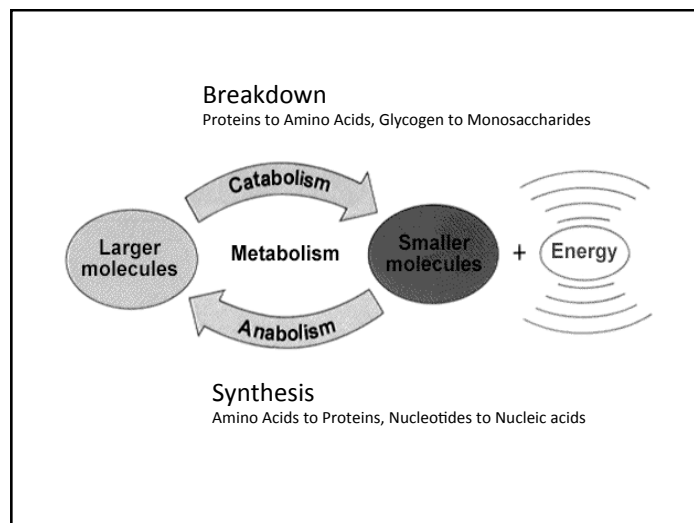 Breakdown
Proteins to Amino Acids, Glycogen to Monosaccharides
Catabolism
Larger
molecules
Metabolism
Smaller
molecules
+
Energy
Anabolism
Synthesis
Amino Acids to Proteins, Nucleotides to Nucleic acids